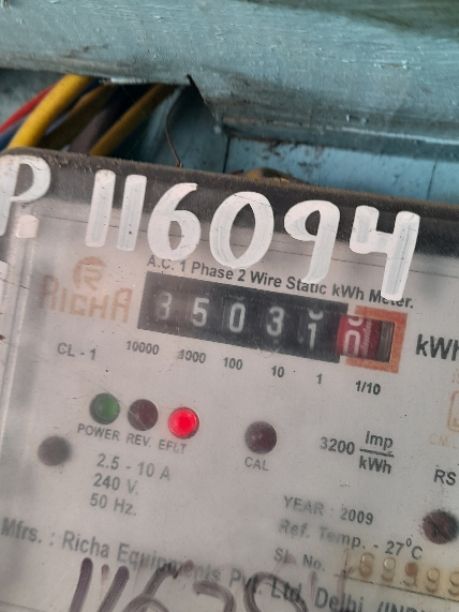 P. 116094
A.C. 1 Phase 2 Wire Static kWh Meter.
RICHA
35031 0 kWh
CL - 1 10000 1000 100 10 1 1/10
POWER REV. EFLT
CAL
3200 Imp/kWh
2.5 - 10 A
240 V.
50 Hz.
RS
YEAR : 2009
Ref. Temp. - 27°C
SL. No.
Mfrs. : Richa Equipments Pvt. Ltd. Delhi